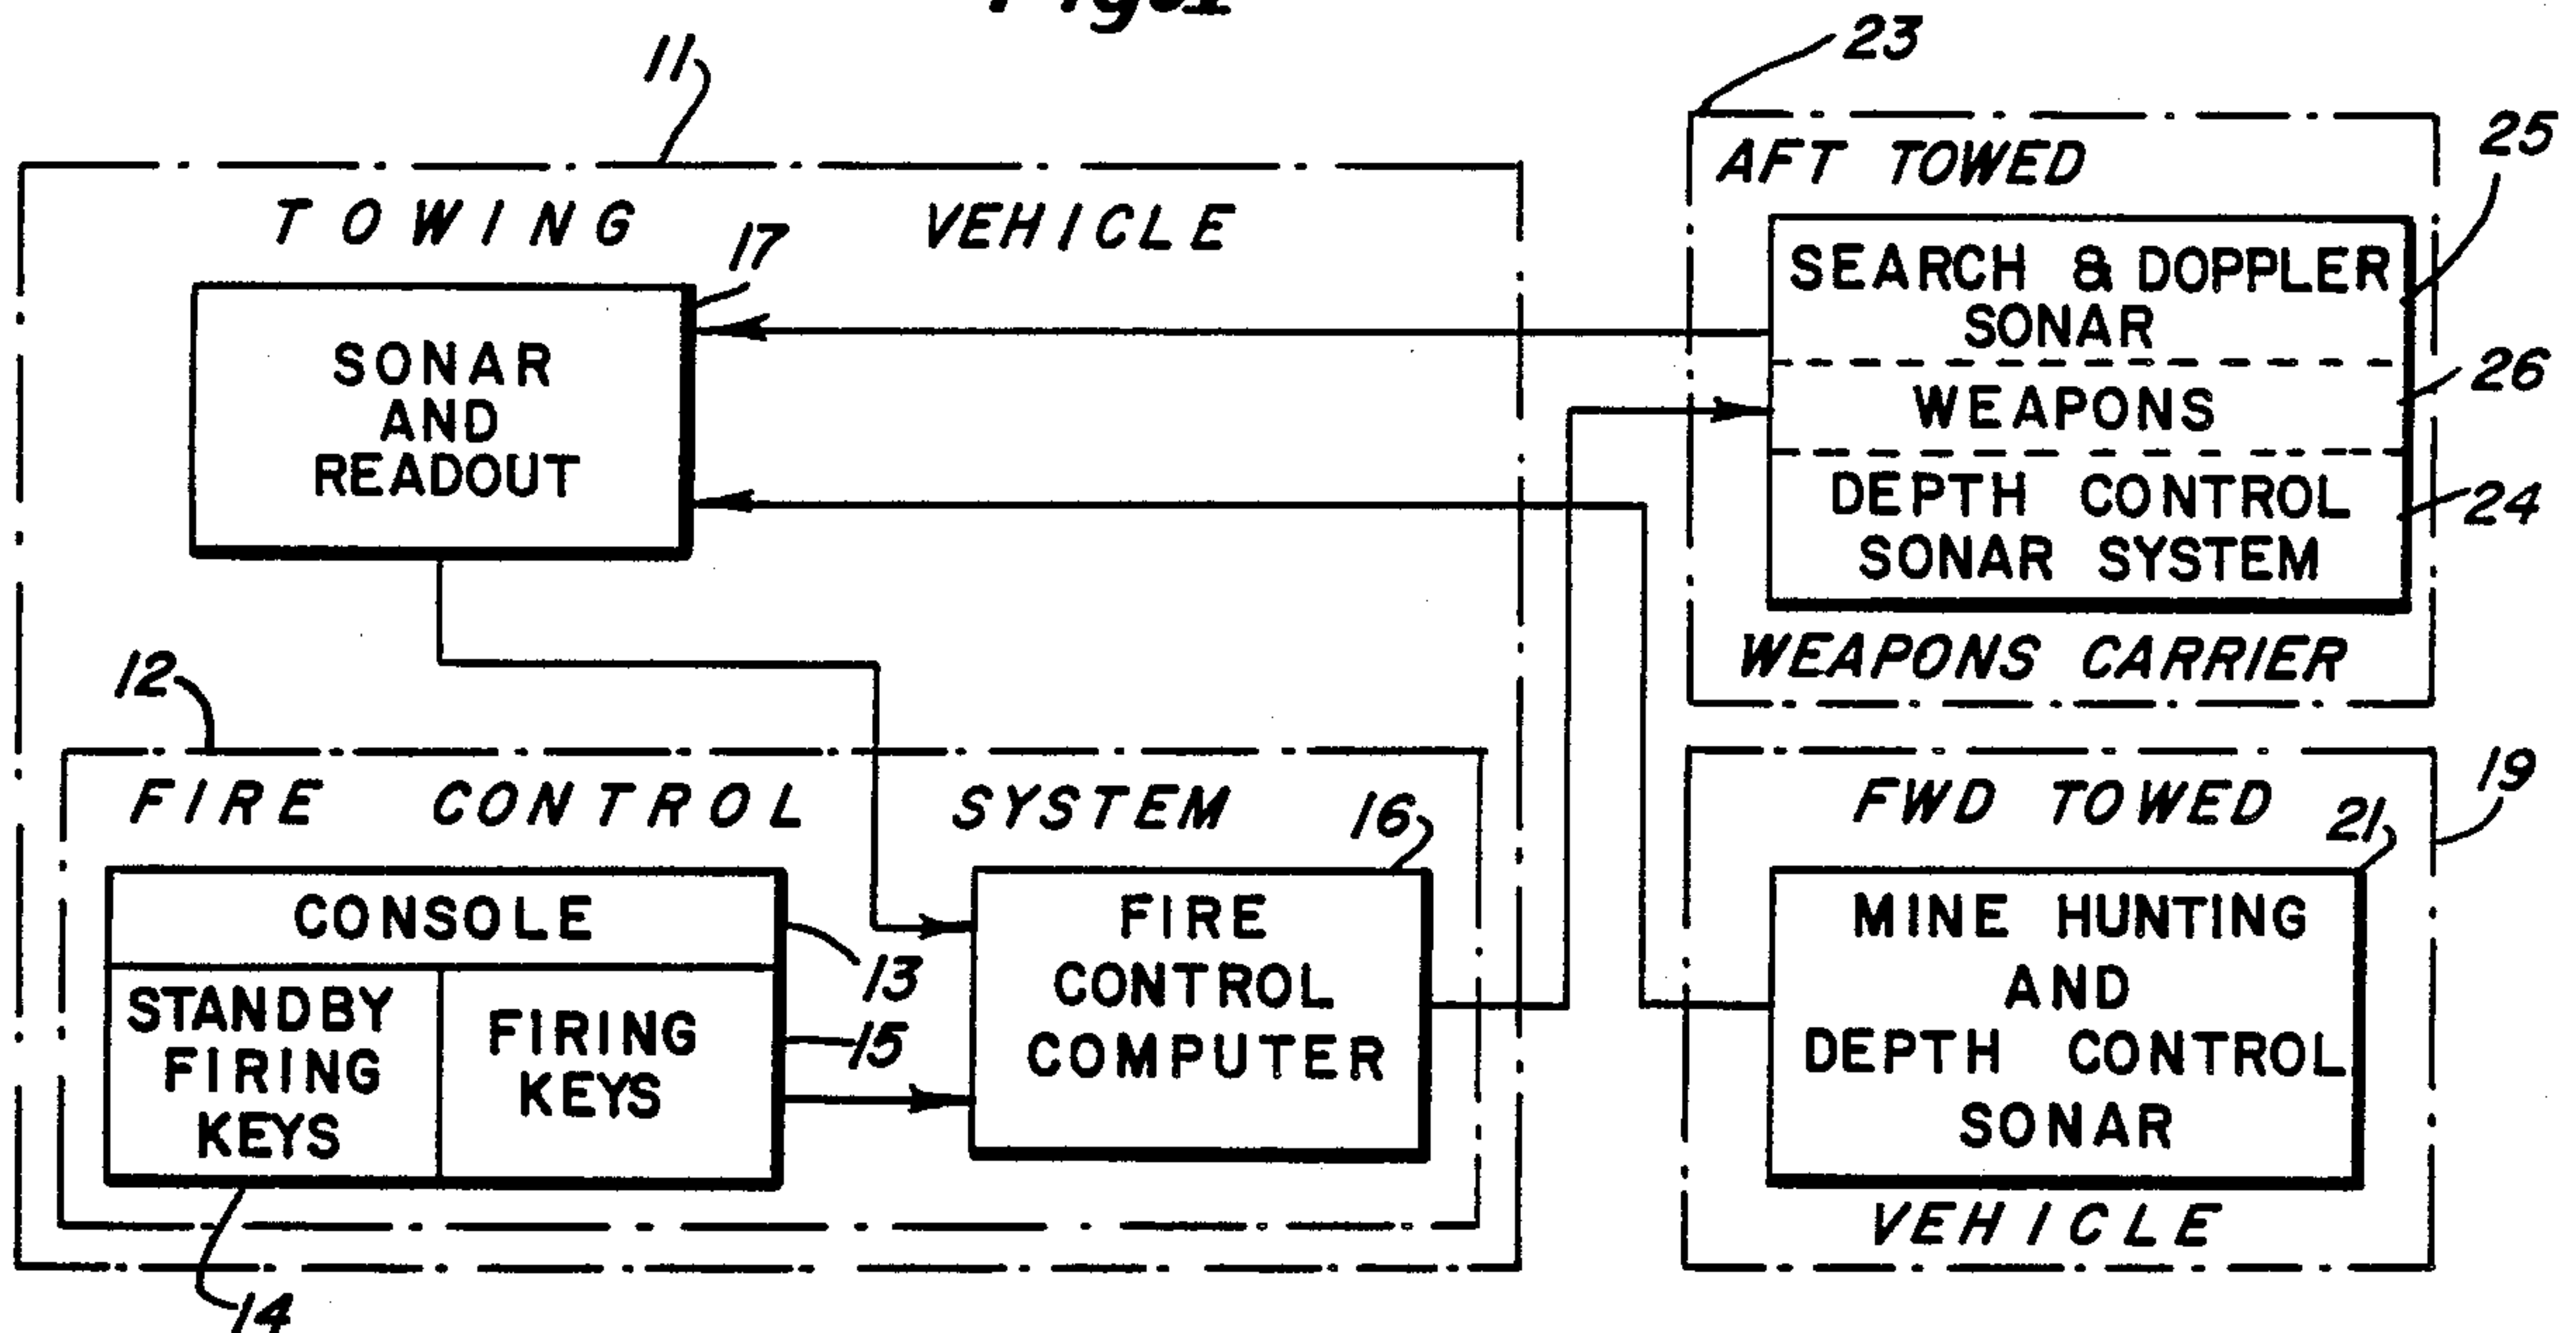 Fig. 1
11
23
25
TOWING VEHICLE
17
SONAR
AND
READOUT
AFT TOWED
SEARCH & DOPPLER
SONAR
WEAPONS
26
DEPTH CONTROL
SONAR SYSTEM
24
WEAPONS CARRIER
12
FIRE CONTROL SYSTEM
16
CONSOLE
13
STANDBY
FIRING
KEYS
FIRING
KEYS
15
14
FIRE
CONTROL
COMPUTER
FWD TOWED
19
21
MINE HUNTING
AND
DEPTH CONTROL
SONAR
VEHICLE